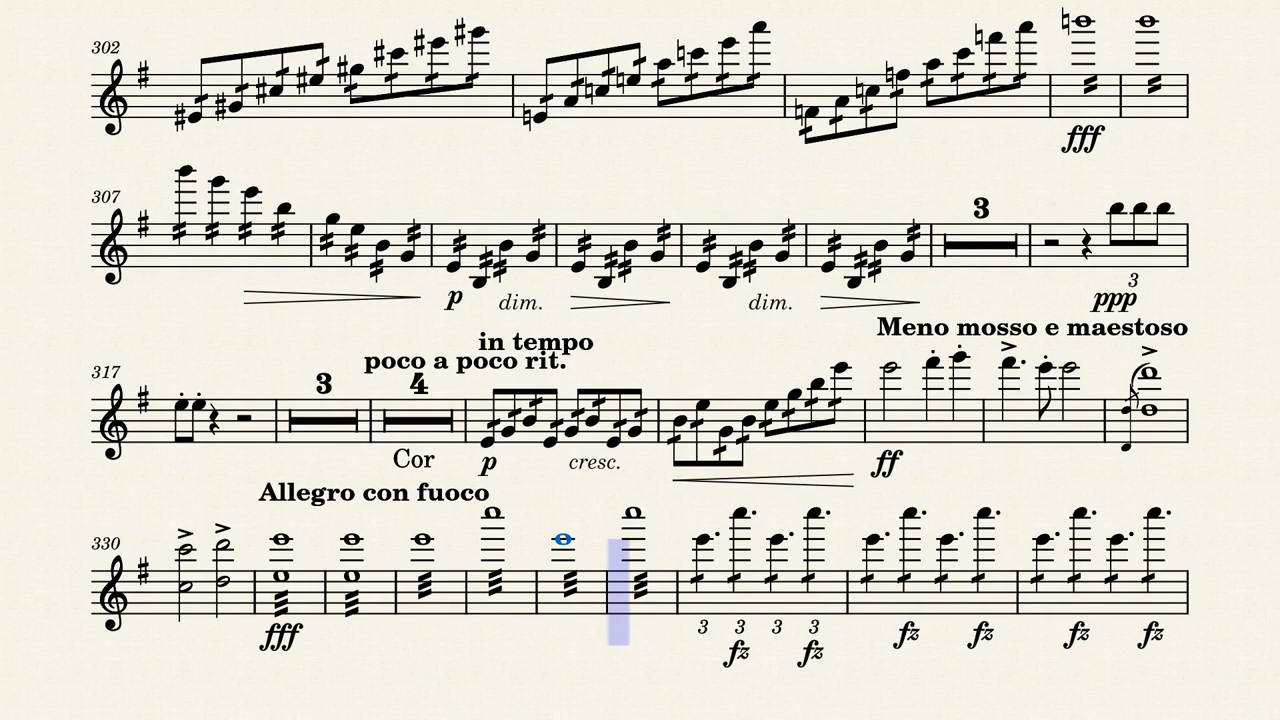 302
fff
307
3
p dim. dim. 3
ppp
Meno mosso e maestoso
in tempo
poco a poco rit.
317
3 4
Cor p cresc. ff
Allegro con fuoco
330
3 3 3 3
fff fz fz fz fz fz fz